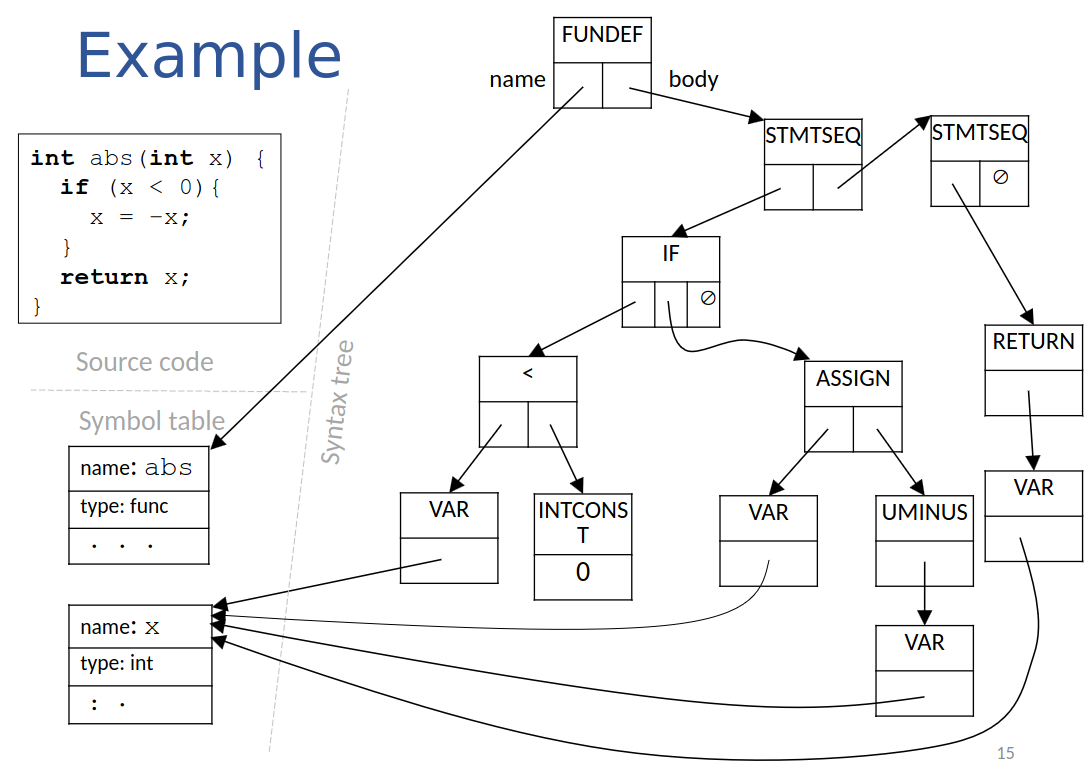 Example
FUNDEF
name
body
STMTSEQ
STMTSEQ
∅
int abs(int x) {
if (x < 0){
x = -x;
}
return x;
}
IF
∅
Source code
Syntax tree
Symbol table
<
ASSIGN
RETURN
name: abs
type: func
. . .
VAR
INTCONS
T
0
VAR
UMINUS
VAR
name: x
type: int
: .
VAR
15